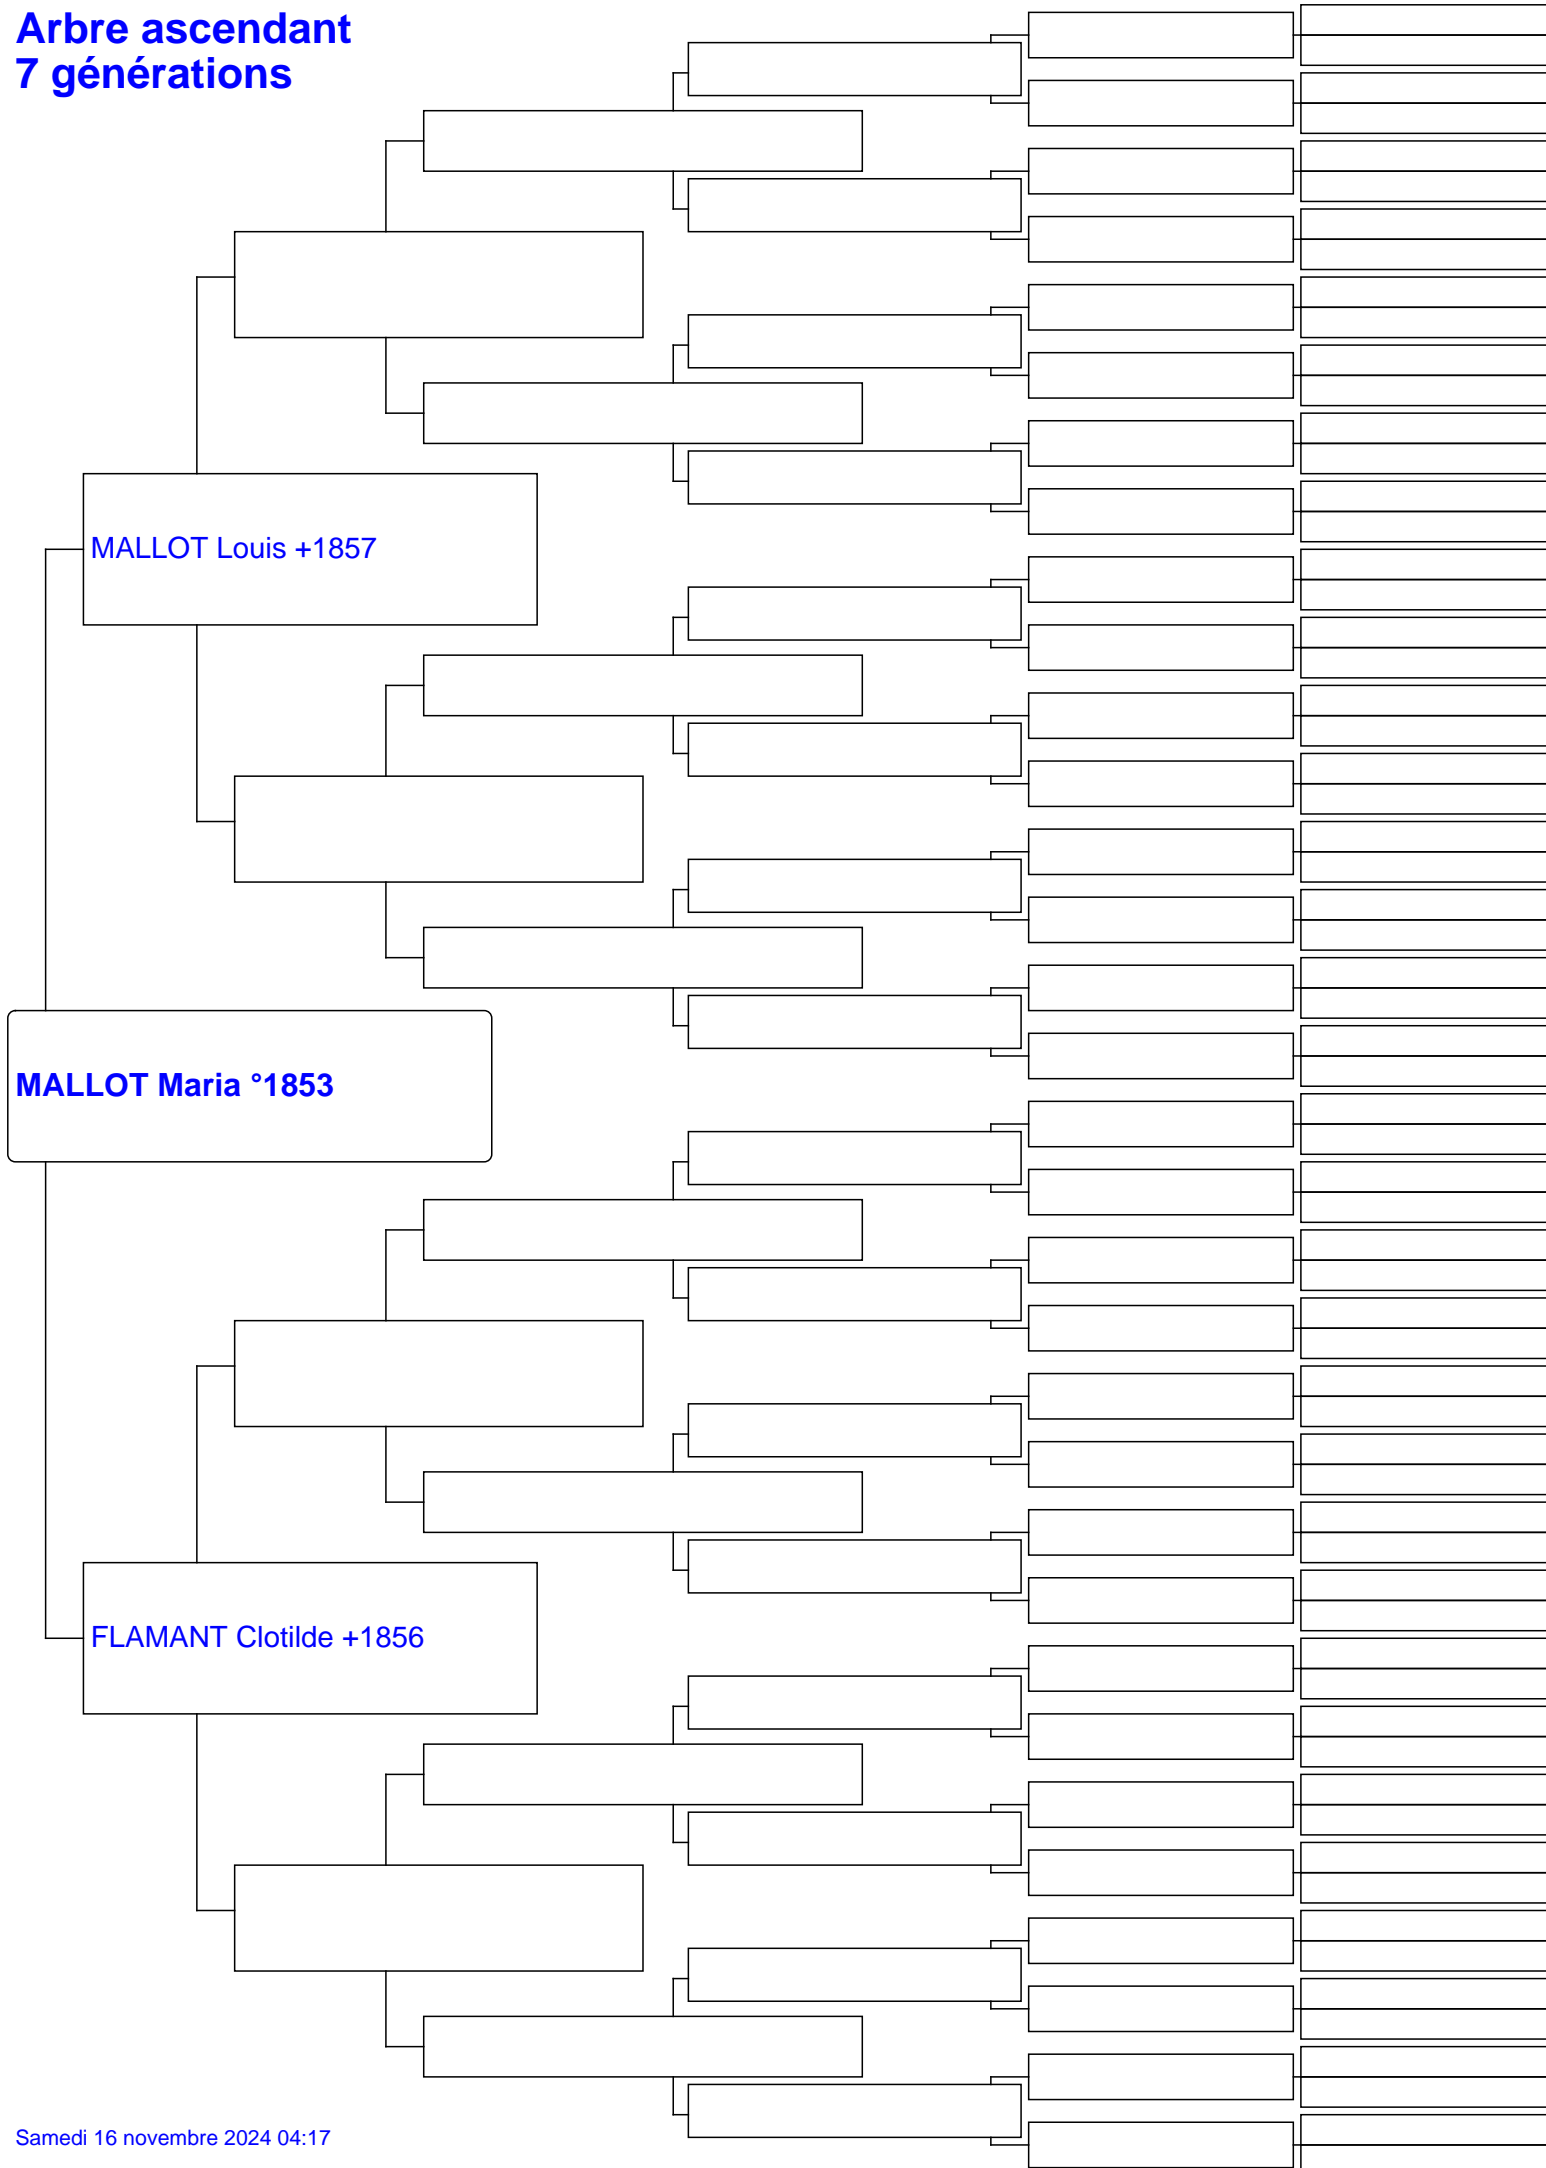 Arbre ascendant
7 générations
MALLOT Louis +1857
MALLOT Maria °1853
FLAMANT Clotilde +1856
Samedi 16 novembre 2024 04:17